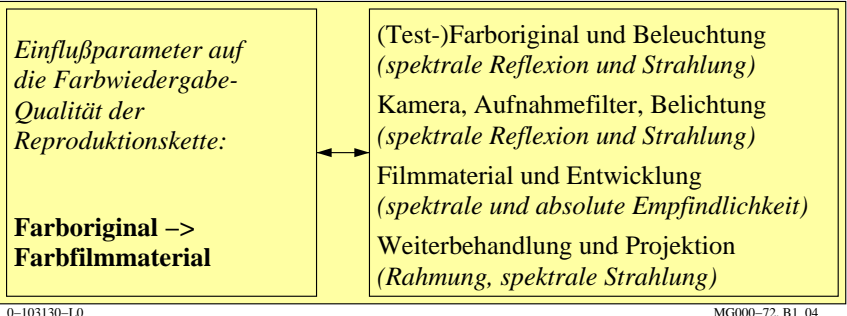 Einflußparameter auf
die Farbwiedergabe-
Qualität der
Reproduktionskette:
Farboriginal −>
Farbfilmmaterial
(Test-)Farboriginal und Beleuchtung
(spektrale Reflexion und Strahlung)
Kamera, Aufnahmefilter, Belichtung
(spektrale Reflexion und Strahlung)
Filmmaterial und Entwicklung
(spektrale und absolute Empfindlichkeit)
Weiterbehandlung und Projektion
(Rahmung, spektrale Strahlung)
0−103130−L0
MG000−72, B1_04